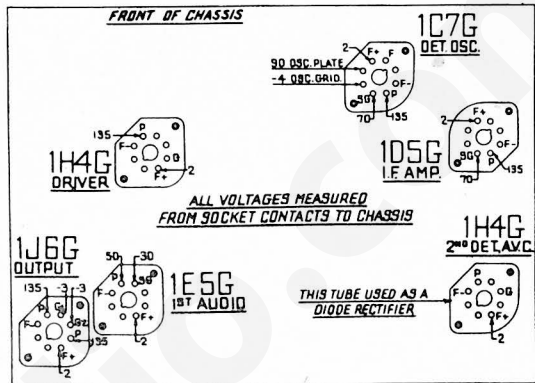 FRONT OF CHASSIS
1C7G
DET. OSC.
2 F+ F
90 OSC. PLATE
-4 OSC. GRID
F-
SG P
70 135
1D5G
I.F. AMP.
2 F+
F-
SG P
70 135
1H4G
DRIVER
135 P
F-
G
F+ 2
ALL VOLTAGES MEASURED
FROM SOCKET CONTACTS TO CHASSIS
1J6G
OUTPUT
135 -3 -3
P G1
F- G2
P
135
F+
2
1E5G
1ST AUDIO
50 30
P SG
F-
F+
2
1H4G
2ND DET., A.V.C.
P
F-
G
F+
2
THIS TUBE USED AS A
DIODE RECTIFIER